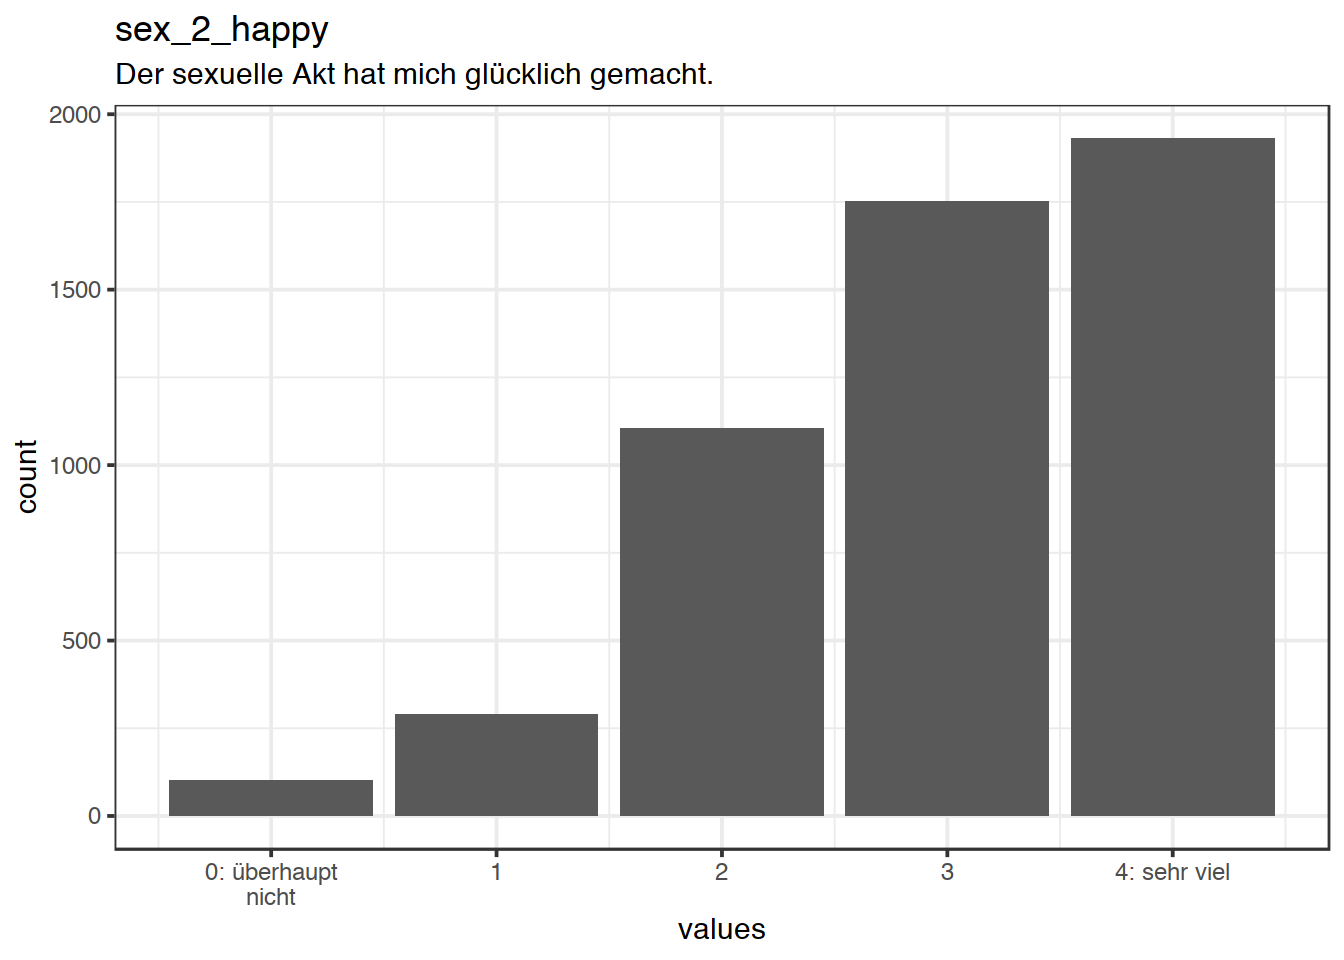 sex_2_happy
Der sexuelle Akt hat mich glücklich gemacht.
2000
1500
1000
500
0
count
0: überhaupt
nicht
1
2
3
4: sehr viel
values